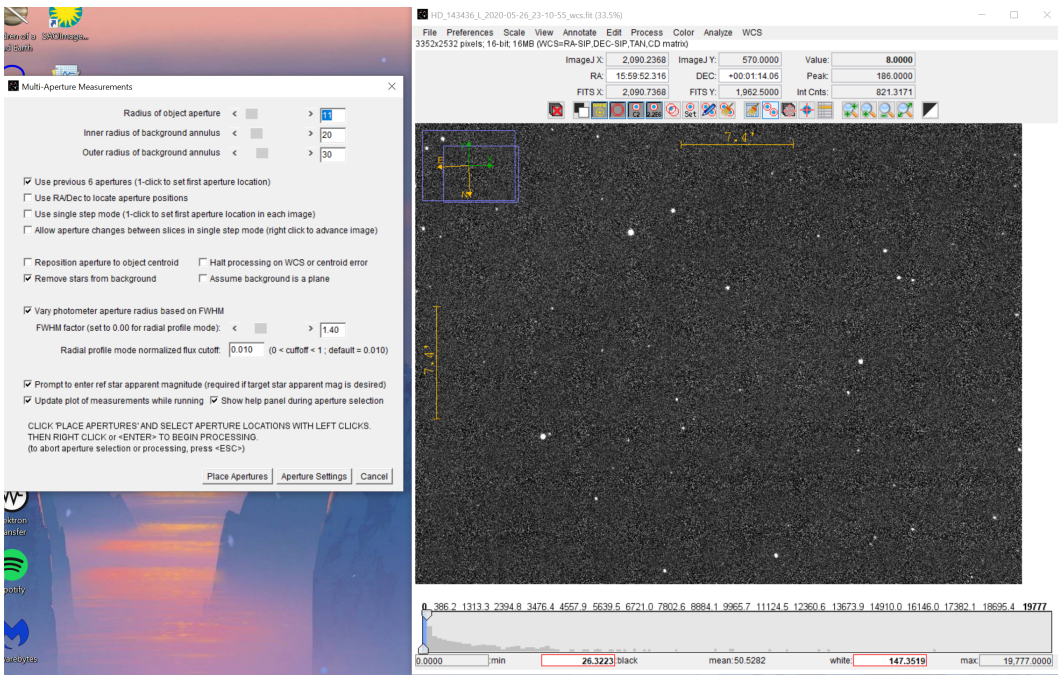 SAOImage...
Multi-Aperture Measurements
Radius of object aperture < > 11
Inner radius of background annulus < > 20
Outer radius of background annulus < > 30
Use previous 6 apertures (1-click to set first aperture location)
Use RA/Dec to locate aperture positions
Use single step mode (1-click to set first aperture location in each image)
Allow aperture changes between slices in single step mode (right click to advance image)
Reposition aperture to object centroid Halt processing on WCS or centroid error
Remove stars from background Assume background is a plane
Vary photometer aperture radius based on FWHM
FWHM factor (set to 0.00 for radial profile mode): < > 1.40
Radial profile mode normalized flux cutoff: 0.010 (0 < cuffoff < 1 ; default = 0.010)
Prompt to enter ref star apparent magnitude (required if target star apparent mag is desired)
Update plot of measurements while running Show help panel during aperture selection
CLICK 'PLACE APERTURES' AND SELECT APERTURE LOCATIONS WITH LEFT CLICKS.
THEN RIGHT CLICK or <ENTER> TO BEGIN PROCESSING.
(to abort aperture selection or processing, press <ESC>)
Place Apertures Aperture Settings Cancel
HD_143436_L_2020-05-26_23-10-55_wcs.fit (33.5%)
File Preferences Scale View Annotate Edit Process Color Analyze WCS
3352x2532 pixels; 16-bit; 16MB (WCS=RA-SIP,DEC-SIP,TAN,CD matrix)
ImageJ X: 2,090.2368 ImageJ Y: 570.0000 Value: 8.0000
RA: 15:59:52.316 DEC: +00:01:14.06 Peak: 186.0000
FITS X: 2,090.7368 FITS Y: 1,962.5000 Int Cnts: 821.3171
C2 Set
7.4'
7.4'
0 386.2 1313.3 2394.8 3476.4 4557.9 5639.5 6721.0 7802.6 8884.1 9965.7 11124.5 12360.6 13673.9 14910.0 16146.0 17382.1 18695.4 19777
0.0000 :min 26.3223 :black mean:50.5282 white: 147.3519 max: 19,777.0000